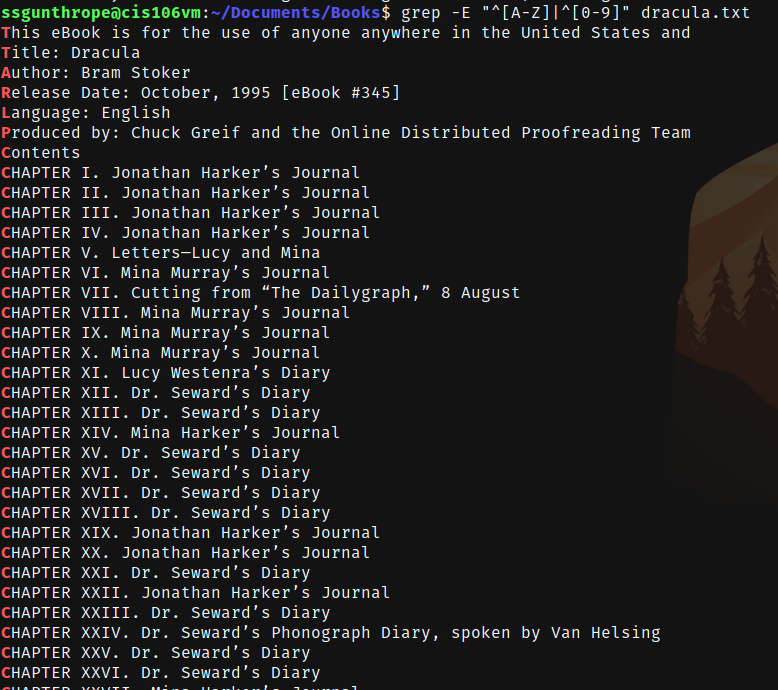 ssgunthrope@cis106vm:~/Documents/Books$ grep -E "^[A-Z]|^[0-9]" dracula.txt
This eBook is for the use of anyone anywhere in the United States and
Title: Dracula
Author: Bram Stoker
Release Date: October, 1995 [eBook #345]
Language: English
Produced by: Chuck Greif and the Online Distributed Proofreading Team
Contents
CHAPTER I. Jonathan Harker’s Journal
CHAPTER II. Jonathan Harker’s Journal
CHAPTER III. Jonathan Harker’s Journal
CHAPTER IV. Jonathan Harker’s Journal
CHAPTER V. Letters—Lucy and Mina
CHAPTER VI. Mina Murray’s Journal
CHAPTER VII. Cutting from “The Dailygraph,” 8 August
CHAPTER VIII. Mina Murray’s Journal
CHAPTER IX. Mina Murray’s Journal
CHAPTER X. Mina Murray’s Journal
CHAPTER XI. Lucy Westenra’s Diary
CHAPTER XII. Dr. Seward’s Diary
CHAPTER XIII. Dr. Seward’s Diary
CHAPTER XIV. Mina Harker’s Journal
CHAPTER XV. Dr. Seward’s Diary
CHAPTER XVI. Dr. Seward’s Diary
CHAPTER XVII. Dr. Seward’s Diary
CHAPTER XVIII. Dr. Seward’s Diary
CHAPTER XIX. Jonathan Harker’s Journal
CHAPTER XX. Jonathan Harker’s Journal
CHAPTER XXI. Dr. Seward’s Diary
CHAPTER XXII. Jonathan Harker’s Journal
CHAPTER XXIII. Dr. Seward’s Diary
CHAPTER XXIV. Dr. Seward’s Phonograph Diary, spoken by Van Helsing
CHAPTER XXV. Dr. Seward’s Diary
CHAPTER XXVI. Dr. Seward’s Diary